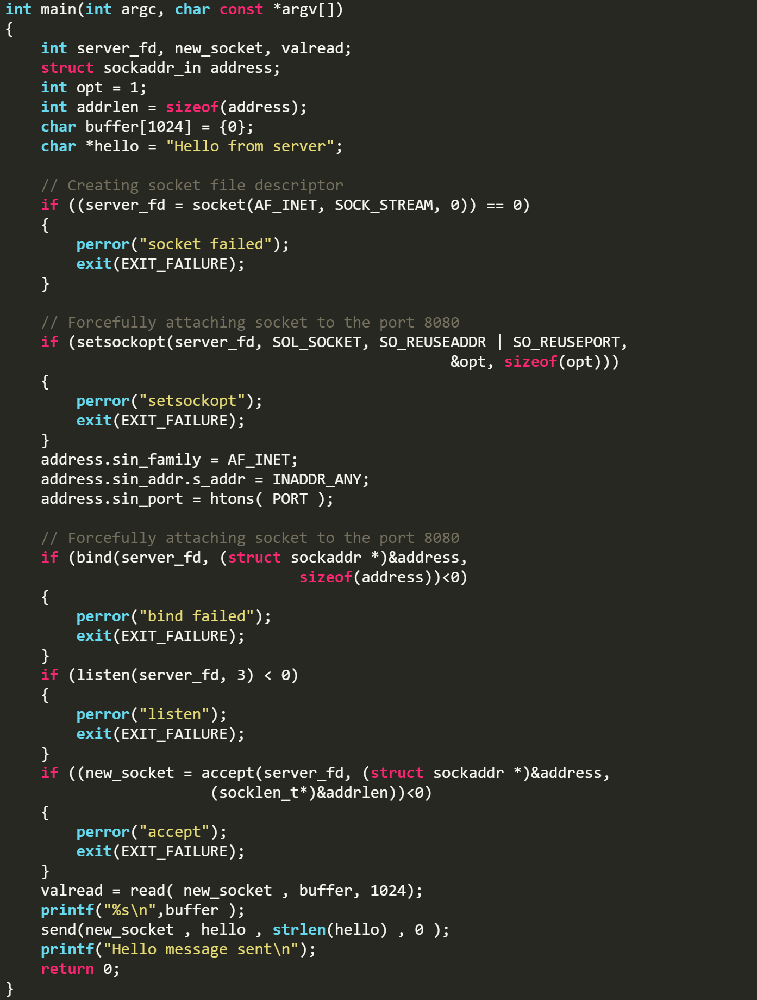 int main(int argc, char const *argv[])
{
    int server_fd, new_socket, valread;
    struct sockaddr_in address;
    int opt = 1;
    int addrlen = sizeof(address);
    char buffer[1024] = {0};
    char *hello = "Hello from server";

    // Creating socket file descriptor
    if ((server_fd = socket(AF_INET, SOCK_STREAM, 0)) == 0)
    {
        perror("socket failed");
        exit(EXIT_FAILURE);
    }

    // Forcefully attaching socket to the port 8080
    if (setsockopt(server_fd, SOL_SOCKET, SO_REUSEADDR | SO_REUSEPORT,
                                                  &opt, sizeof(opt)))
    {
        perror("setsockopt");
        exit(EXIT_FAILURE);
    }
    address.sin_family = AF_INET;
    address.sin_addr.s_addr = INADDR_ANY;
    address.sin_port = htons( PORT );

    // Forcefully attaching socket to the port 8080
    if (bind(server_fd, (struct sockaddr *)&address,
                                 sizeof(address))<0)
    {
        perror("bind failed");
        exit(EXIT_FAILURE);
    }
    if (listen(server_fd, 3) < 0)
    {
        perror("listen");
        exit(EXIT_FAILURE);
    }
    if ((new_socket = accept(server_fd, (struct sockaddr *)&address,
                       (socklen_t*)&addrlen))<0)
    {
        perror("accept");
        exit(EXIT_FAILURE);
    }
    valread = read( new_socket , buffer, 1024);
    printf("%s\n",buffer );
    send(new_socket , hello , strlen(hello) , 0 );
    printf("Hello message sent\n");
    return 0;
}